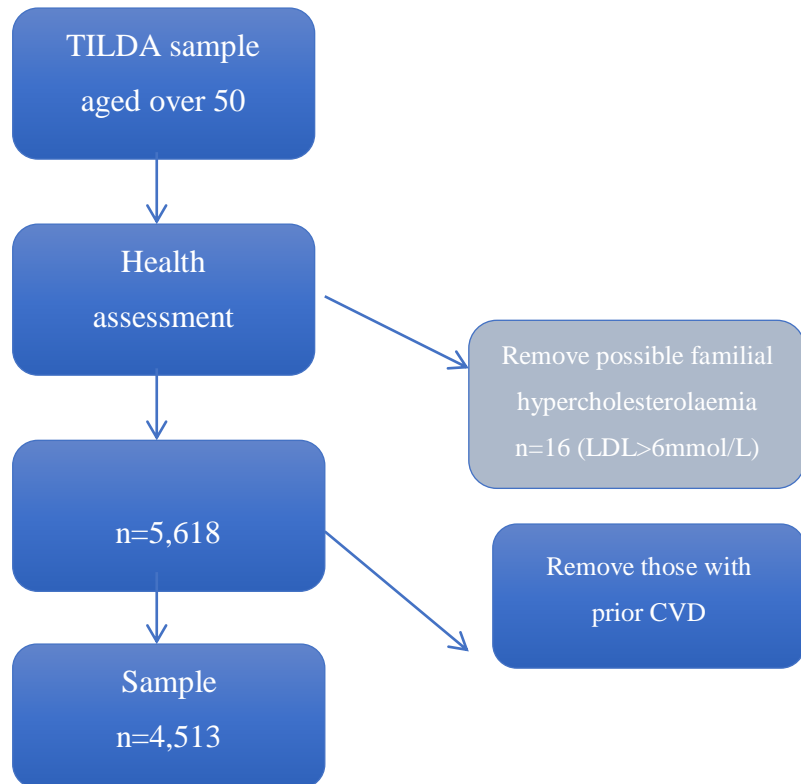 TILDA sample
aged over 50
Health
assessment
Remove possible familial
hypercholesterolaemia
n=16 (LDL>6mmol/L)
n=5,618
Remove those with
prior CVD
Sample
n=4,513